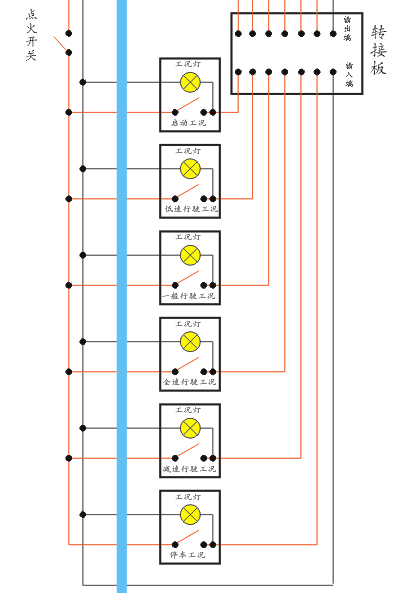 点火开关
输出端
转接板
输入端
工况灯
启动工况
工况灯
低速行驶工况
工况灯
一般行驶工况
工况灯
全速行驶工况
工况灯
减速行驶工况
工况灯
停车工况